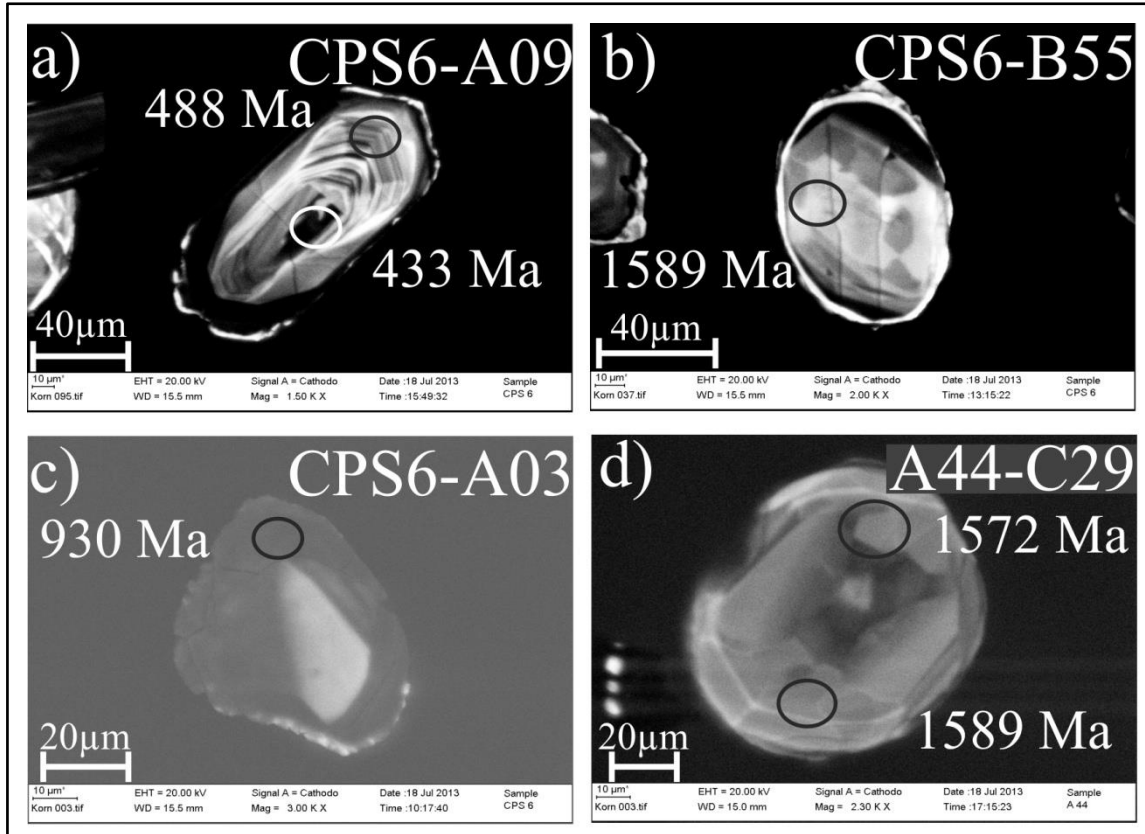 a)
CPS6-A09
488 Ma
433 Ma
40µm
10 µm*
EHT = 20.00 kV
Signal A = Cathodo
Date :18 Jul 2013
Sample
Korn 095.tif
WD = 15.5 mm
Mag = 1.50 K X
Time :15:49:32
CPS 6
b)
CPS6-B55
1589 Ma
40µm
10 µm*
EHT = 20.00 kV
Signal A = Cathodo
Date :18 Jul 2013
Sample
Korn 037.tif
WD = 15.5 mm
Mag = 2.00 K X
Time :13:15:22
CPS 6
c)
CPS6-A03
930 Ma
20µm
10 µm*
EHT = 20.00 kV
Signal A = Cathodo
Date :18 Jul 2013
Sample
Korn 003.tif
WD = 15.5 mm
Mag = 3.00 K X
Time :10:17:40
CPS 6
d)
A44-C29
1572 Ma
1589 Ma
20µm
10 µm*
EHT = 20.00 kV
Signal A = Cathodo
Date :18 Jul 2013
Sample
Korn 003.tif
WD = 15.0 mm
Mag = 2.30 K X
Time :17:15:23
A 44